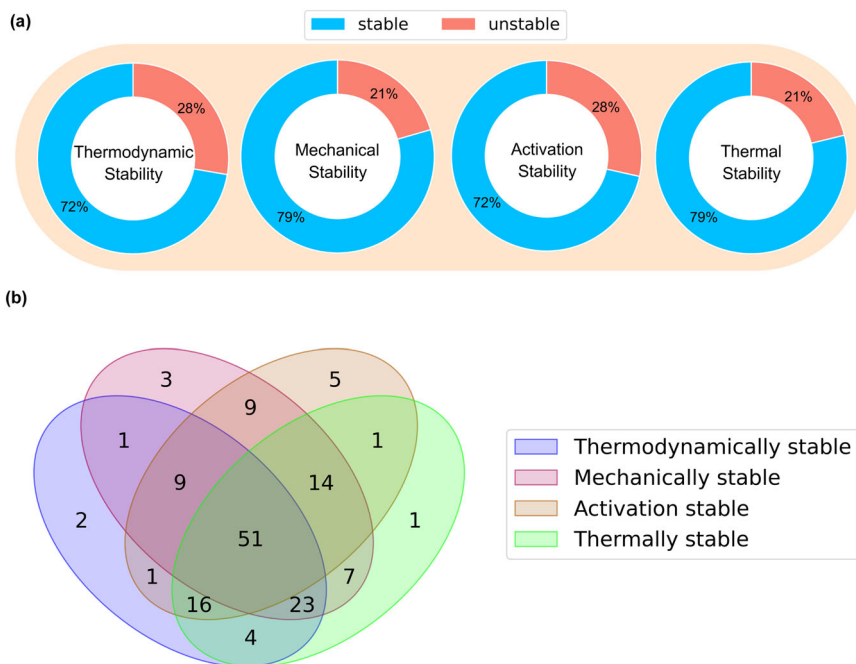 (a)
stable unstable
28%
Thermodynamic
Stability
72%
21%
Mechanical
Stability
79%
28%
Activation
Stability
72%
21%
Thermal
Stability
79%
(b)
3 5
9
1 1
9 14
2 1
51
1 7
16 23
4
Thermodynamically stable
Mechanically stable
Activation stable
Thermally stable